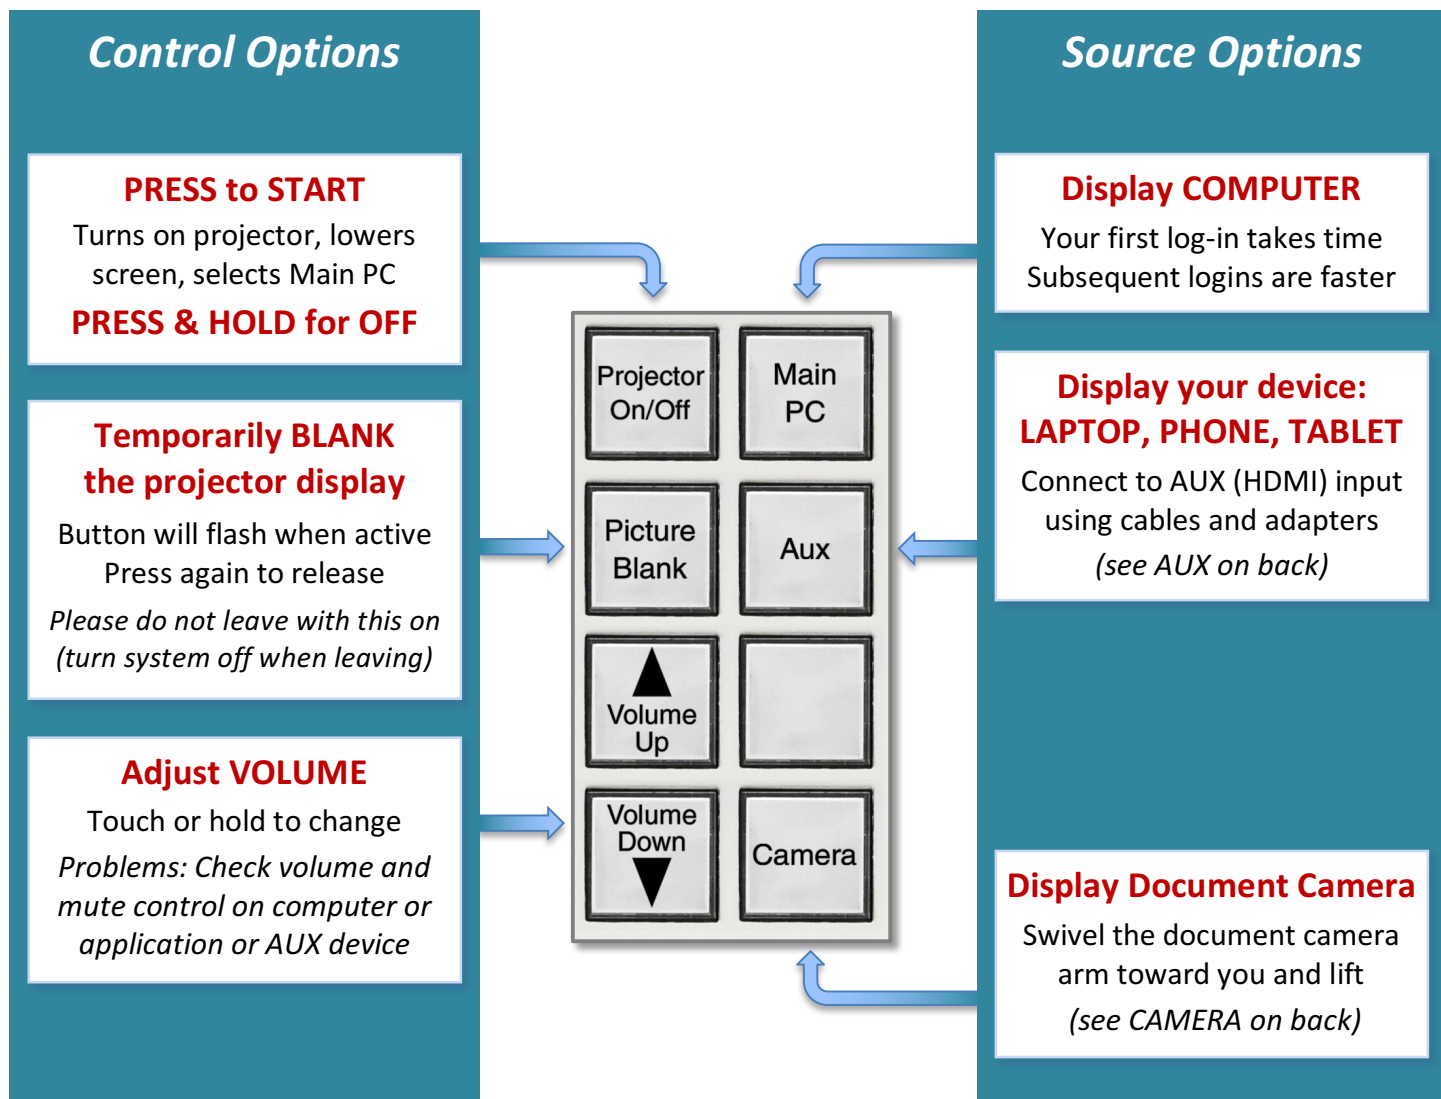 Control Options
PRESS to START
Turns on projector, lowers
screen, selects Main PC
PRESS & HOLD for OFF
Temporarily BLANK
the projector display
Button will flash when active
Press again to release
Please do not leave with this on
(turn system off when leaving)
Adjust VOLUME
Touch or hold to change
Problems: Check volume and
mute control on computer or
application or AUX device
Projector
On/Off
Main
PC
Picture
Blank
Aux
Volume
Up
Volume
Down
Camera
Source Options
Display COMPUTER
Your first log-in takes time
Subsequent logins are faster
Display your device:
LAPTOP, PHONE, TABLET
Connect to AUX (HDMI) input
using cables and adapters
(see AUX on back)
Display Document Camera
Swivel the document camera
arm toward you and lift
(see CAMERA on back)